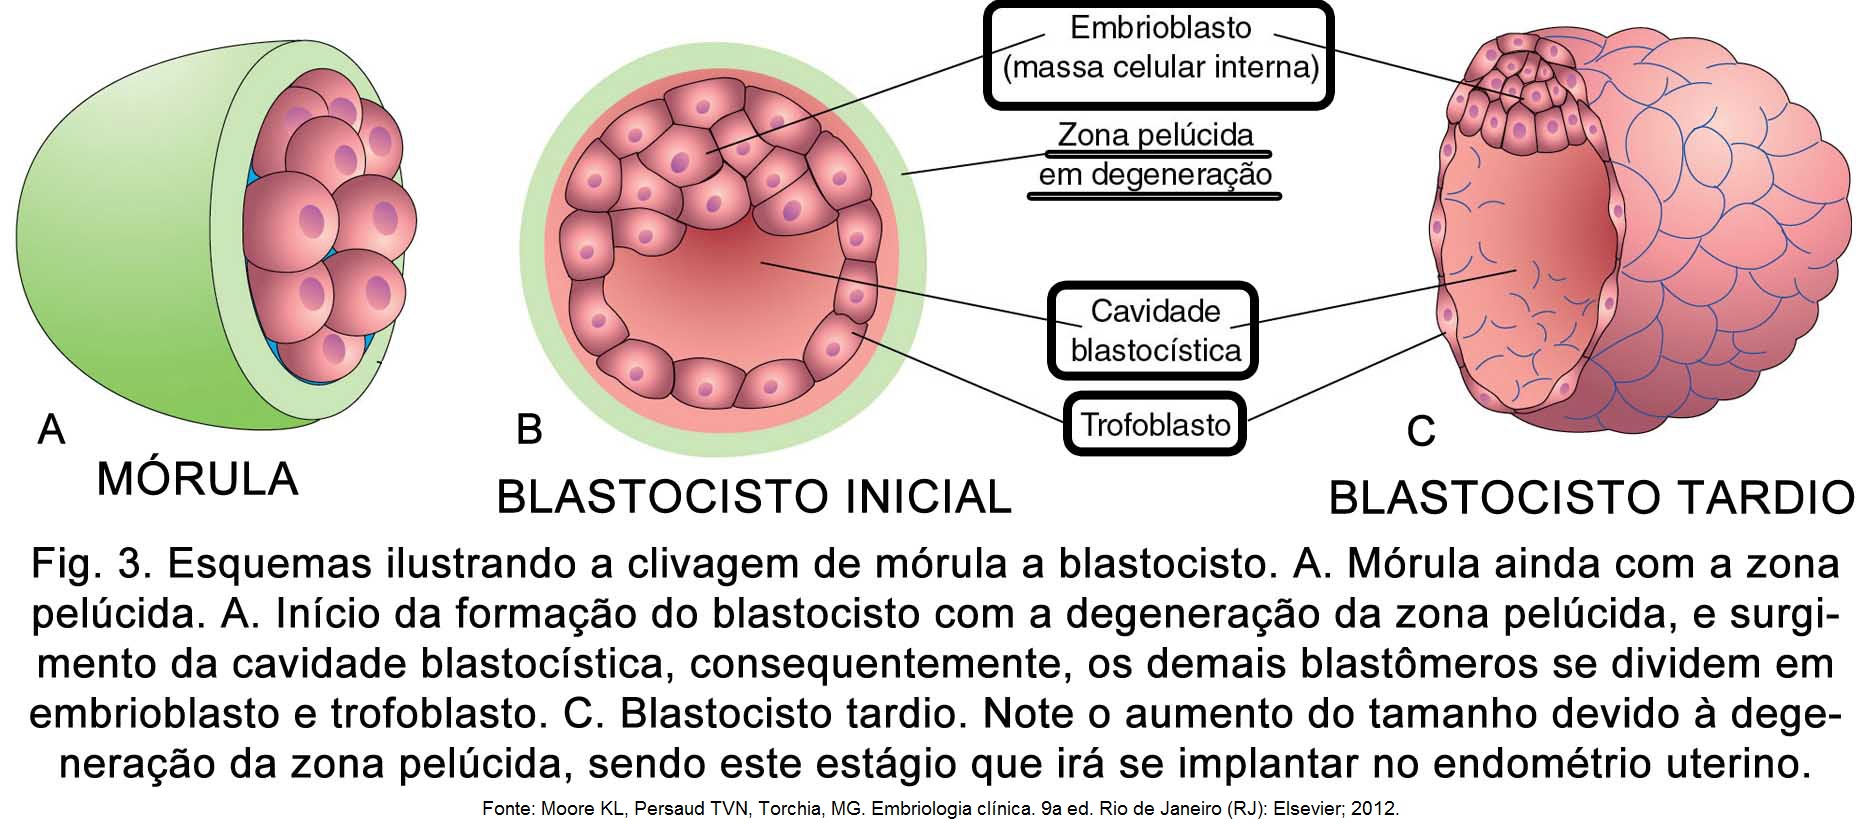 Embrioblasto
(massa celular interna)
Zona pelúcida
em degeneração
Cavidade
blastocística
Trofoblasto
A
B
C
MÓRULA
BLASTOCISTO INICIAL
BLASTOCISTO TARDIO
Fig. 3. Esquemas ilustrando a clivagem de mórula a blastocisto. A. Mórula ainda com a zona
pelúcida. A. Início da formação do blastocisto com a degeneração da zona pelúcida, e surgi-
mento da cavidade blastocística, consequentemente, os demais blastômeros se dividem em
embrioblasto e trofoblasto. C. Blastocisto tardio. Note o aumento do tamanho devido à dege-
neração da zona pelúcida, sendo este estágio que irá se implantar no endométrio uterino.
Fonte: Moore KL, Persaud TVN, Torchia, MG. Embriologia clínica. 9a ed. Rio de Janeiro (RJ): Elsevier; 2012.